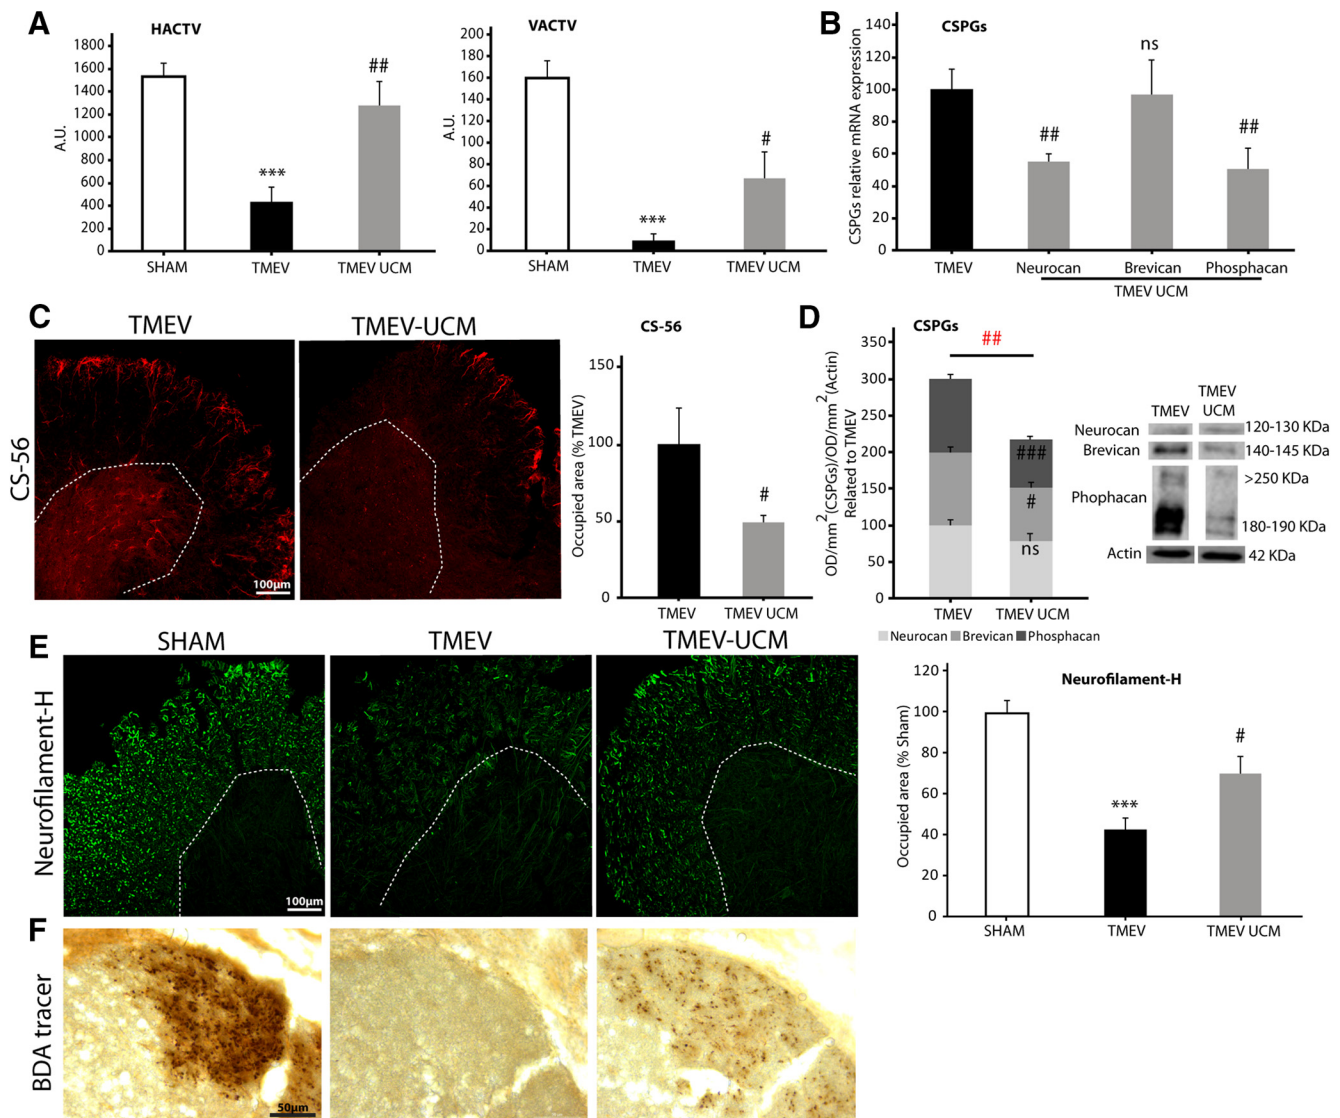 A
HACTV
A.U.
1800
1600
1400
1200
1000
800
600
400
200
0
***
##
SHAM TMEV TMEV UCM
VACTV
A.U.
200
180
160
140
120
100
80
60
40
20
0
***
#
SHAM TMEV TMEV UCM
B
CSPGs
CSPGs relative mRNA expression
140
120
100
80
60
40
20
0
##
ns
##
TMEV Neurocan Brevican Phosphacan
TMEV UCM
C
TMEV TMEV-UCM
CS-56
100µm
CS-56
Occupied area (% TMEV)
150
100
50
0
#
TMEV TMEV UCM
D
CSPGs
OD/mm²(CSPGs)/OD/mm²(Actin)
Related to TMEV
350
300
250
200
150
100
50
0
##
###
#
ns
TMEV TMEV UCM
Neurocan Brevican Phosphacan
TMEV TMEV
UCM
Neurocan 120-130 KDa
Brevican 140-145 KDa
>250 KDa
Phophacan
180-190 KDa
Actin 42 KDa
E
SHAM TMEV TMEV-UCM
Neurofilament-H
100µm
Neurofilament-H
Occupied area (% Sham)
120
100
80
60
40
20
0
***
#
SHAM TMEV TMEV UCM
F
BDA tracer
50µm